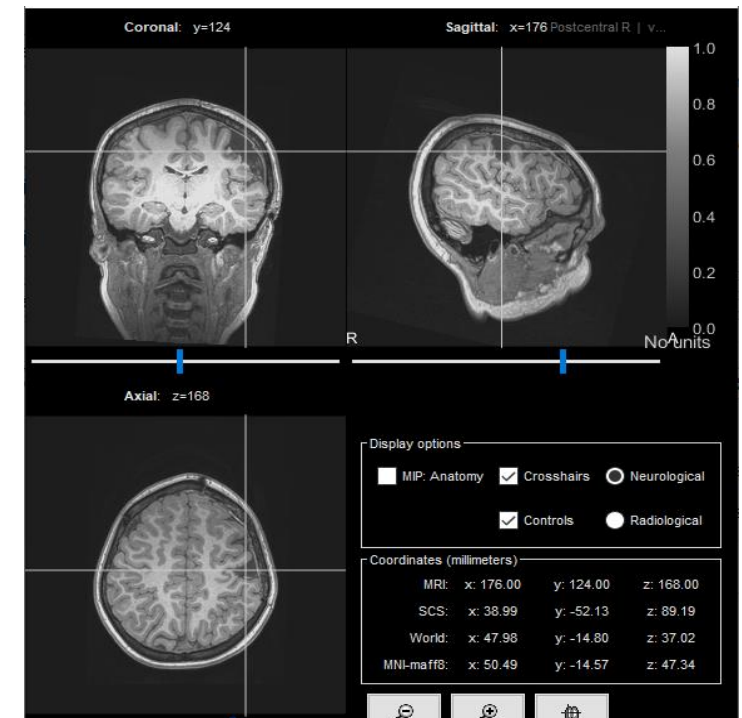 Coronal: y=124
Sagittal: x=176 Postcentral R | v...
1.0
0.8
0.6
0.4
0.2
0.0
R
A
No units
Axial: z=168
Display options
MIP: Anatomy Crosshairs Neurological
Controls Radiological
Coordinates (millimeters)
MRI: x: 176.00 y: 124.00 z: 168.00
SCS: x: 38.99 y: -52.13 z: 89.19
World: x: 47.98 y: -14.80 z: 37.02
MNI-maff8: x: 50.49 y: -14.57 z: 47.34